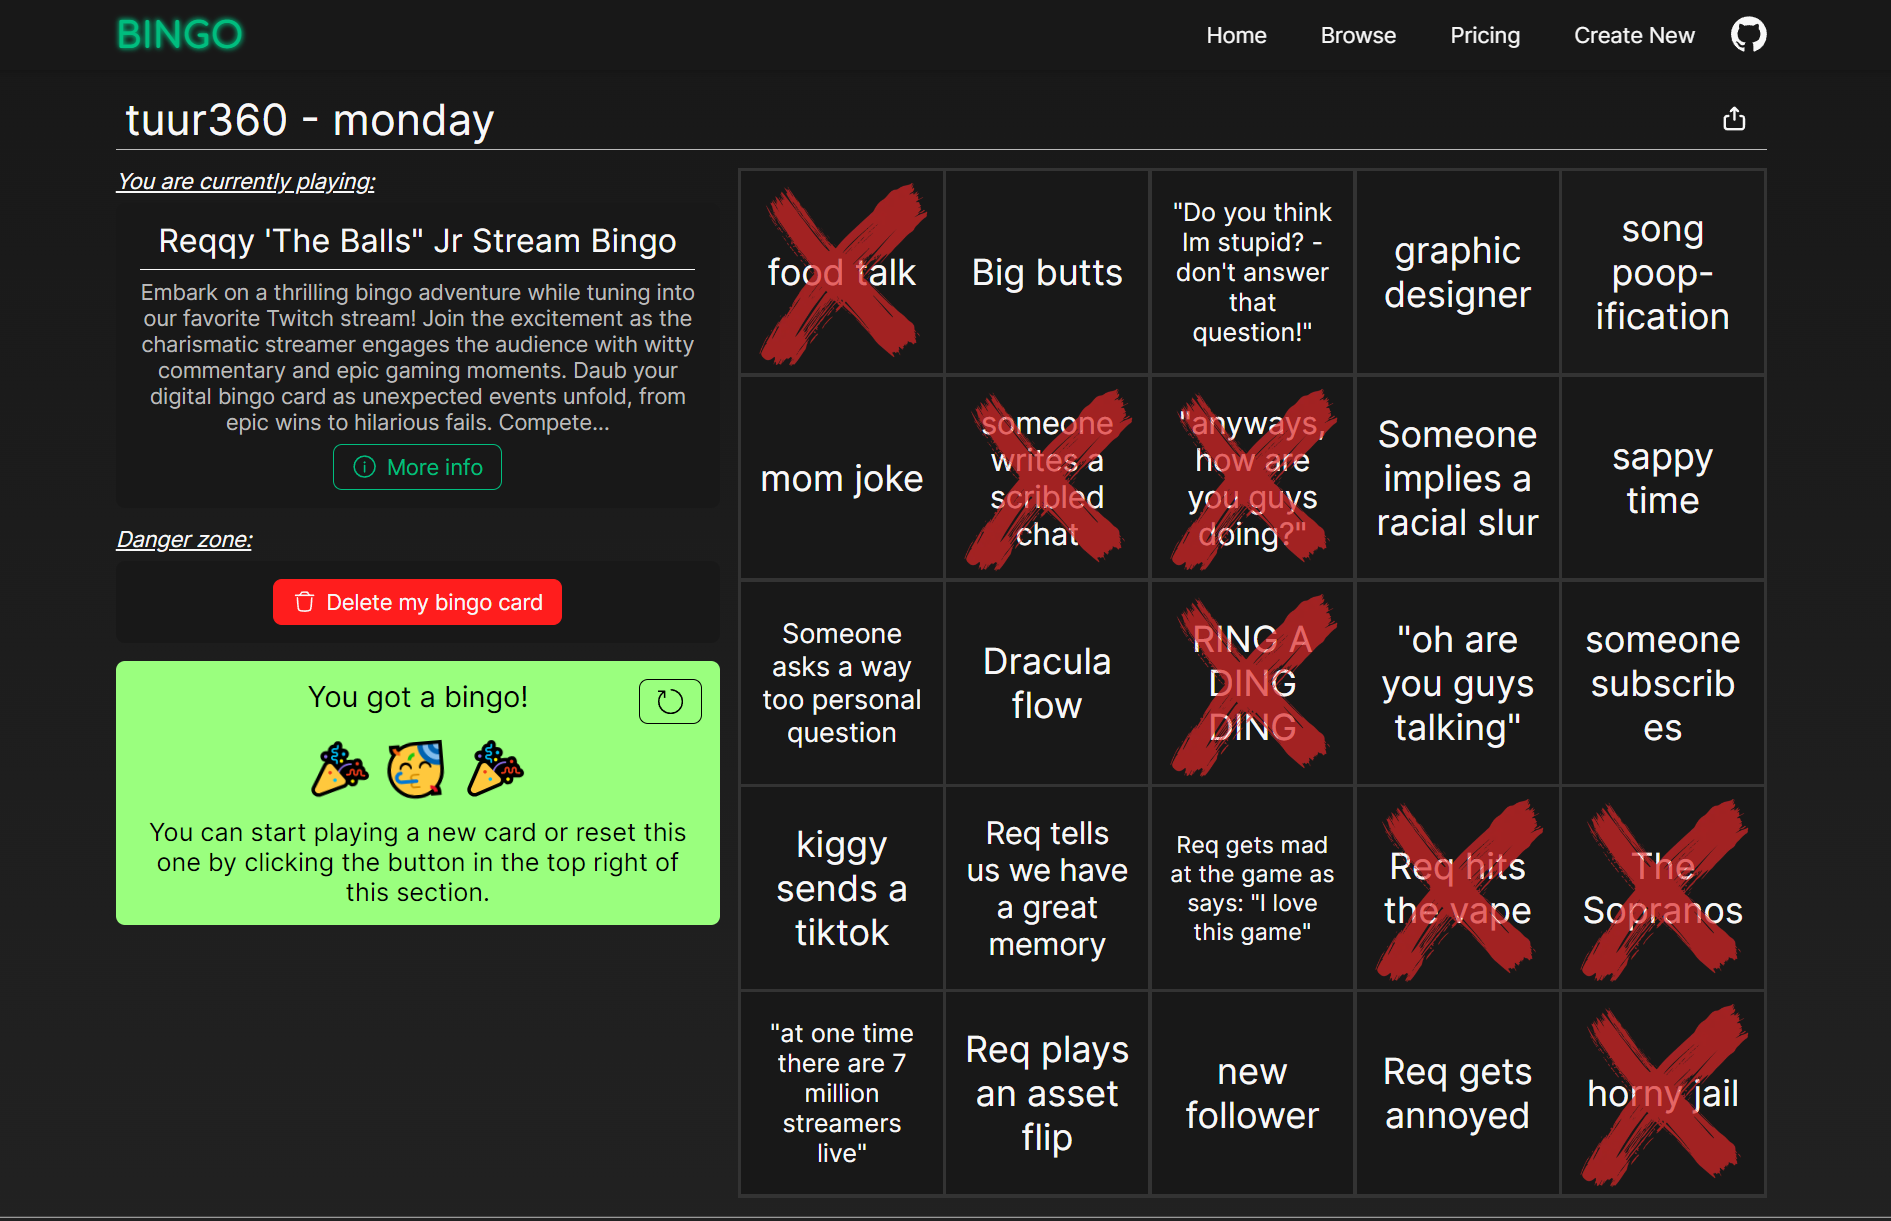 BINGO
Home
Browse
Pricing
Create New
tuur360 - monday
You are currently playing:
Reqqy 'The Balls" Jr Stream Bingo
Embark on a thrilling bingo adventure while tuning into
our favorite Twitch stream! Join the excitement as the
charismatic streamer engages the audience with witty
commentary and epic gaming moments. Daub your
digital bingo card as unexpected events unfold, from
epic wins to hilarious fails. Compete...
More info
Danger zone:
Delete my bingo card
You got a bingo!
You can start playing a new card or reset this
one by clicking the button in the top right of
this section.
food talk
Big butts
"Do you think
Im stupid? -
don't answer
that
question!"
graphic
designer
song
poop-
ification
mom joke
someone
writes a
scribled
chat
"anyways,
how are
you guys
doing?"
Someone
implies a
racial slur
sappy
time
Someone
asks a way
too personal
question
Dracula
flow
RING A
DING
DING
"oh are
you guys
talking"
someone
subscrib
es
kiggy
sends a
tiktok
Req tells
us we have
a great
memory
Req gets mad
at the game as
says: "I love
this game"
Req hits
the vape
The
Sopranos
"at one time
there are 7
million
streamers
live"
Req plays
an asset
flip
new
follower
Req gets
annoyed
horny jail